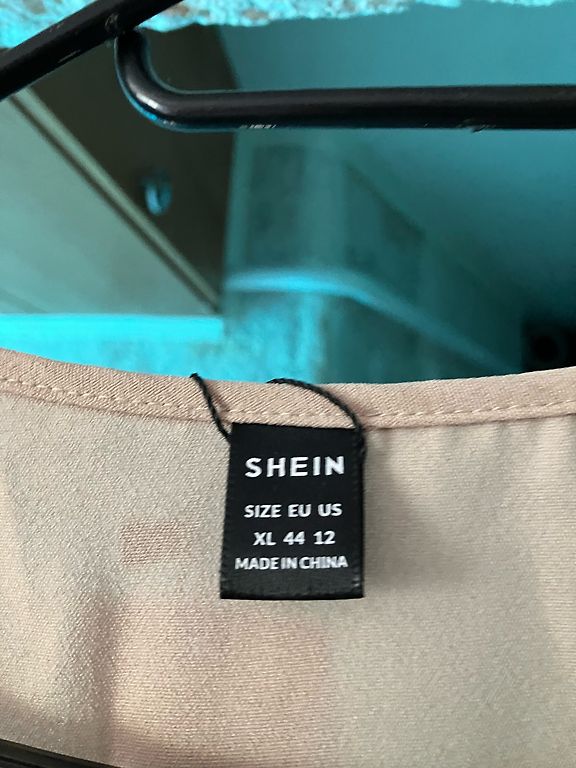 SHEIN
SIZE EU US
XL 44 12
MADE IN CHINA